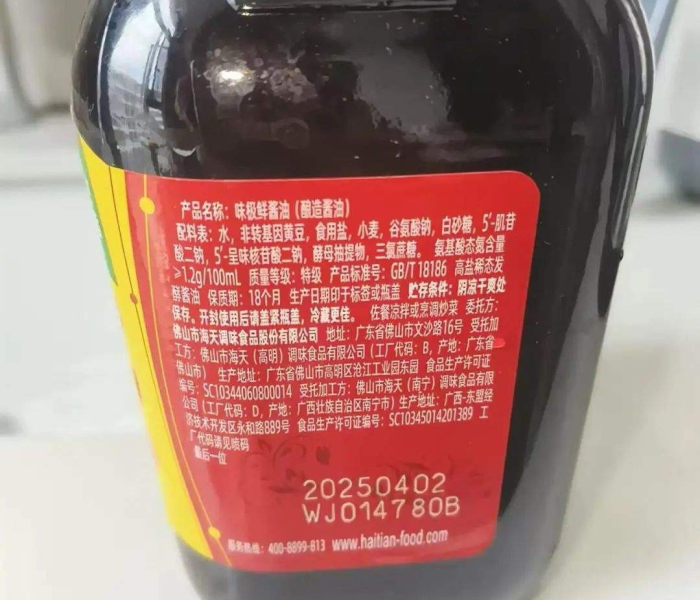 产品名称：味极鲜酱油（酿造酱油）
配料表：水，非转基因黄豆，食用盐，小麦，谷氨酸钠，白砂糖，5′-肌苷
酸二钠，5′-呈味核苷酸二钠，酵母抽提物，三氯蔗糖。 氨基酸态氮含量
≥1.2g/100mL 质量等级：特级 产品标准号：GB/T 18186 高盐稀态发
酵酱油 保质期：18个月 生产日期印于标签或瓶盖 贮存条件：阴凉干爽处
保存。开封使用后请盖紧瓶盖，冷藏更佳。 佐餐凉拌或烹调炒菜 委托方：
佛山市海天调味食品股份有限公司 地址：广东省佛山市文沙路16号 受托加
工方：佛山市海天（高明）调味食品有限公司（工厂代码：B，产地：广东省
佛山市）生产地址：广东省佛山市高明区沧江工业园东园 食品生产许可证
编号：SC10344060800014 受托加工方：佛山市海天（南宁）调味食品有限
公司（工厂代码：D，产地：广西壮族自治区南宁市）生产地址：广西-东盟经
济技术开发区永和路889号 食品生产许可证编号：SC10345014201389 工
厂代码请见喷码
最后一位
20250402
WJ014780B
服务热线：400-8899-813 www.haitian-food.com